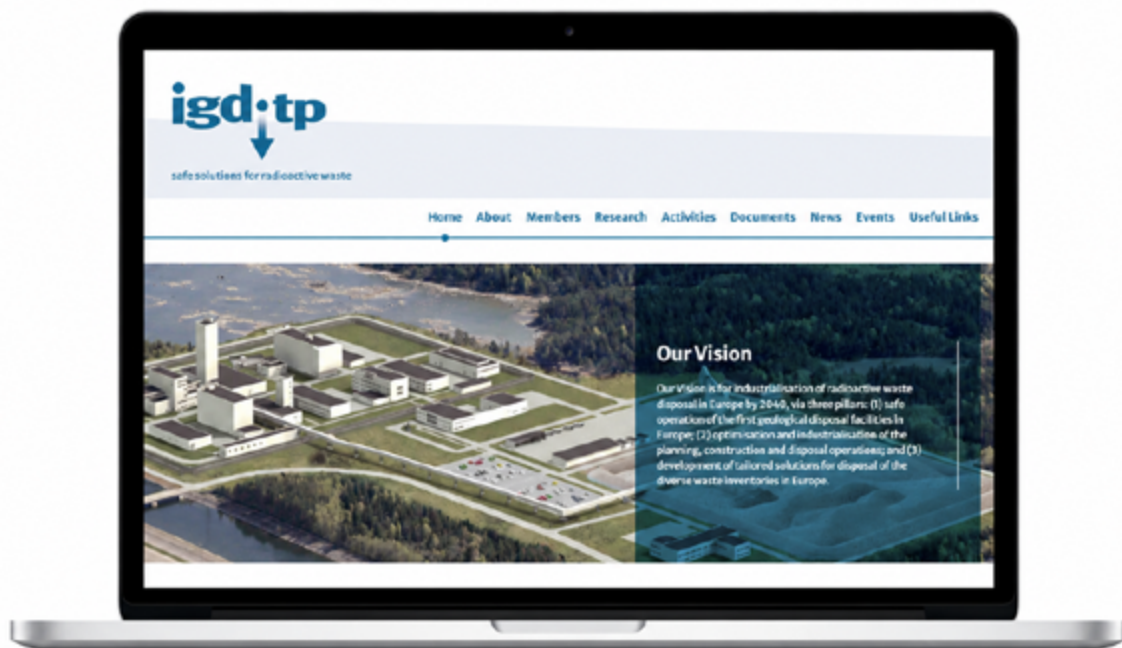 igd·tp
safe solutions for radioactive waste
Home About Members Research Activities Documents News Events Useful Links
Our Vision
Our Vision is for industrialisation of radioactive waste
disposal in Europe by 2040, via three pillars: (1) safe
operation of the first geological disposal facilities in
Europe; (2) optimisation and industrialisation of the
planning, construction and disposal operations; and (3)
development of tailored solutions for disposal of the
diverse waste inventories in Europe.